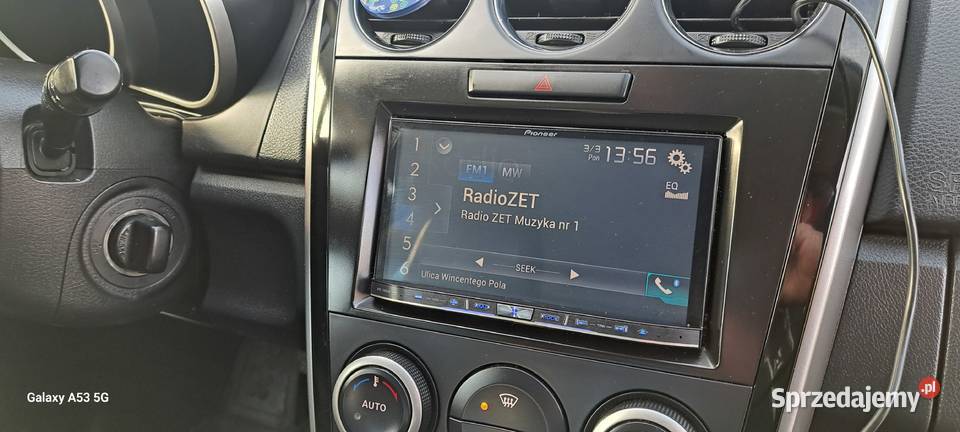 Pioneer
1
2
3
4
5
6
FM1 MW
3/3
Pon
13:56
EQ
RadioZET
Radio ZET Muzyka nr 1
SEEK
Ulica Wincentego Pola
AUTO
Galaxy A53 5G
Sprzedajemy.pl